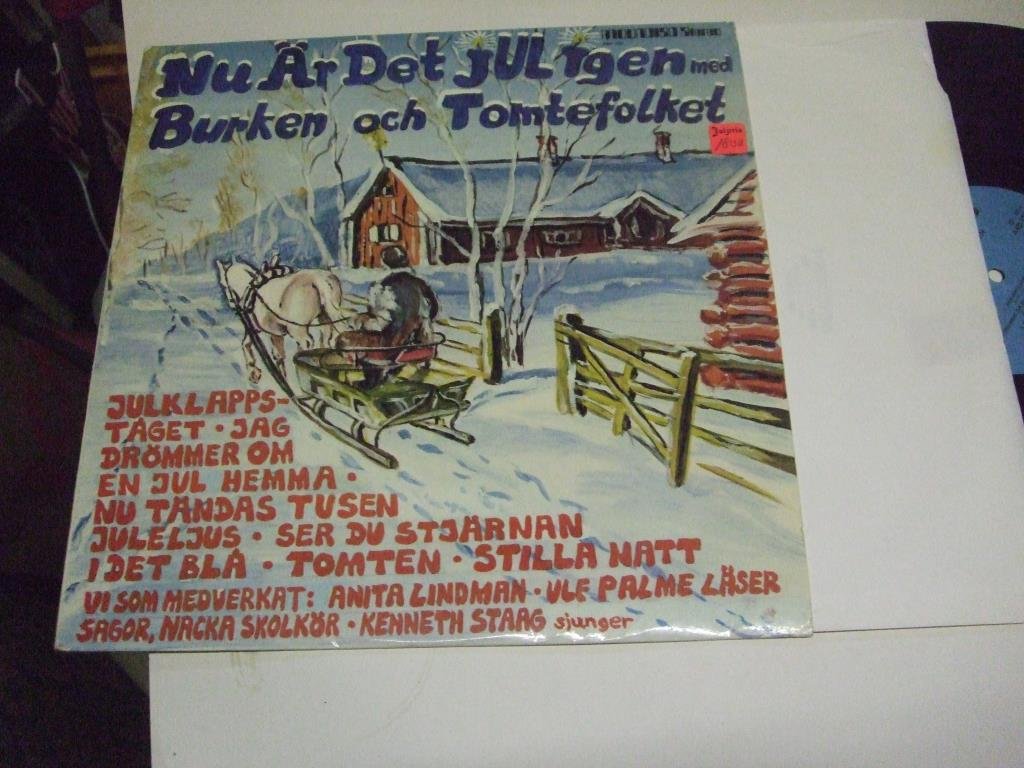 Stereo
Nu Är Det jUL igen med
Burken och Tomtefolket
JULKLAPPS-
TÅGET · JAG
DRÖMMER OM
EN JUL HEMMA ·
NU TÄNDAS TUSEN
JULELJUS · SER DU STJÄRNAN
I DET BLÅ · TOMTEN · STILLA NATT
VI SOM MEDVERKAT: ANITA LINDMAN · ULF PALME LÄSER
SAGOR, NACKA SKOLKÖR · KENNETH STAAG sjunger